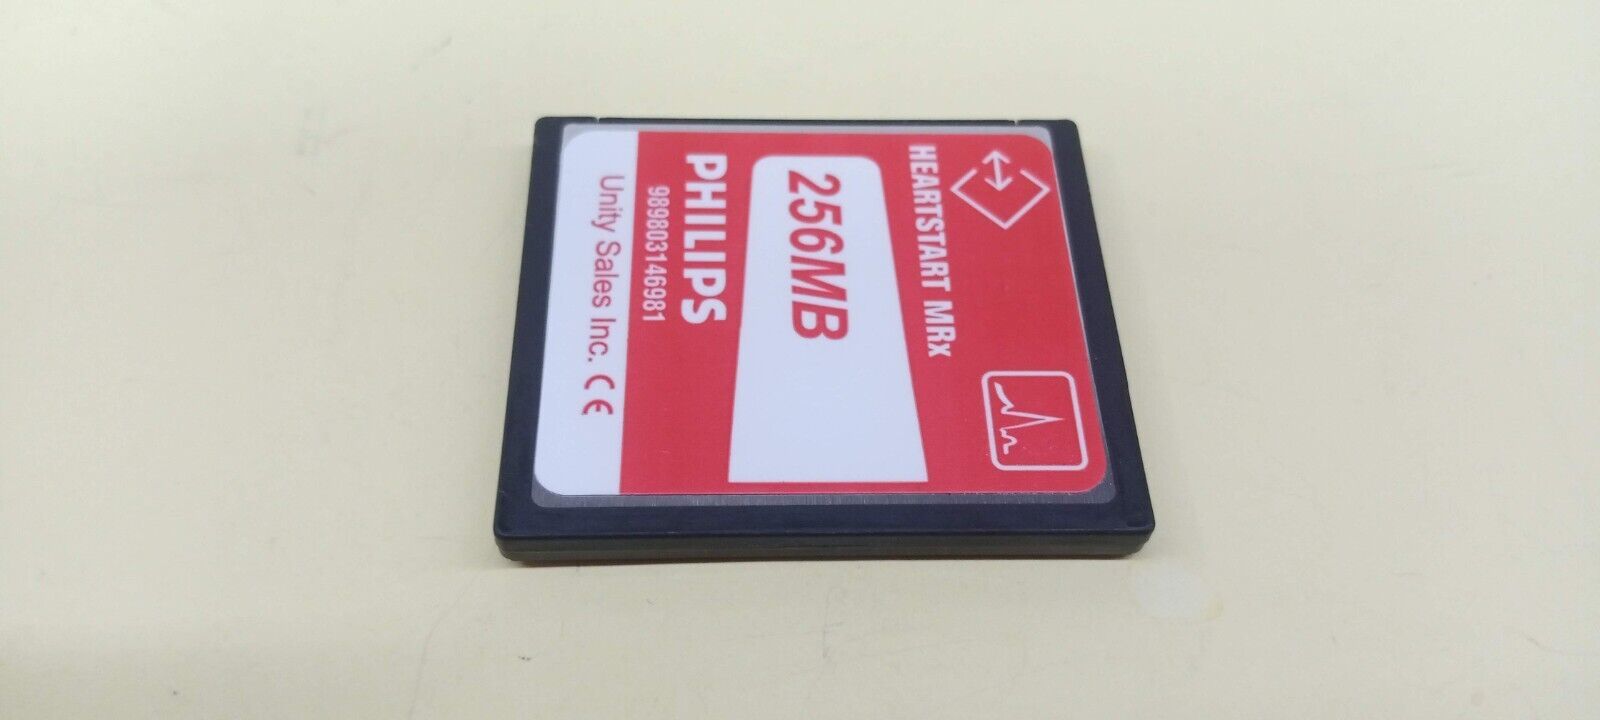 HEARTSTART MRx
256MB
PHILIPS
989803146981
Unity Sales Inc. CE